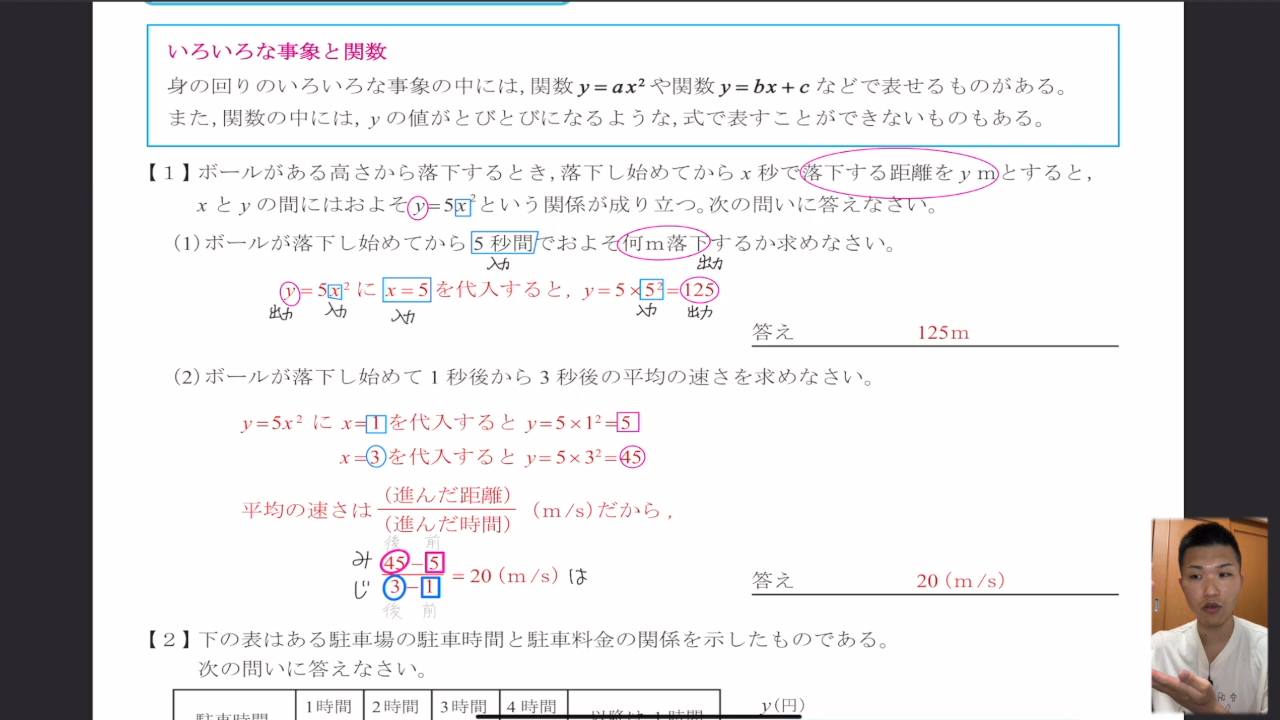 いろいろな事象と関数
身の回りのいろいろな事象の中には,関数 y=ax² や関数 y=bx+c などで表せるものがある。
また,関数の中には, y の値がとびとびになるような,式で表すことができないものもある。
【1】ボールがある高さから落下するとき,落下し始めてから x 秒で落下する距離を y m とすると,
x と y の間にはおよそ y=5x² という関係が成り立つ。次の問いに答えなさい。
(1)ボールが落下し始めてから 5 秒間でおよそ何m落下するか求めなさい。
入力 出力
y=5x² に x=5 を代入すると, y=5×5²=125
出力 入力 入力 入力 出力
答え 125m
(2)ボールが落下し始めて 1 秒後から 3 秒後の平均の速さを求めなさい。
y=5x² に x=1 を代入すると y=5×1²=5
x=3 を代入すると y=5×3²=45
平均の速さは (進んだ距離)/(進んだ時間) (m/s)だから,
後 前
み 45-5
じ 3-1 =20(m/s) は
後 前
答え 20(m/s)
【2】下の表はある駐車場の駐車時間と駐車料金の関係を示したものである。
次の問いに答えなさい。
駐車時間 1時間 2時間 3時間 4時間 以降は1時間
y(円)